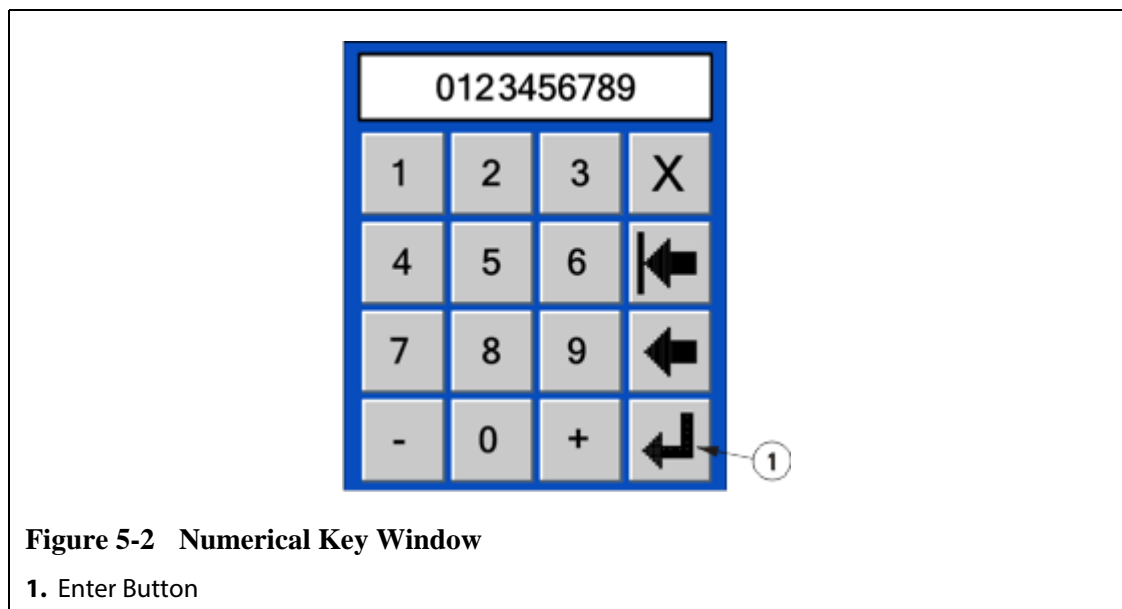 0123456789
1 2 3 X
4 5 6
7 8 9
- 0 +
1
Figure 5-2 Numerical Key Window
1. Enter Button